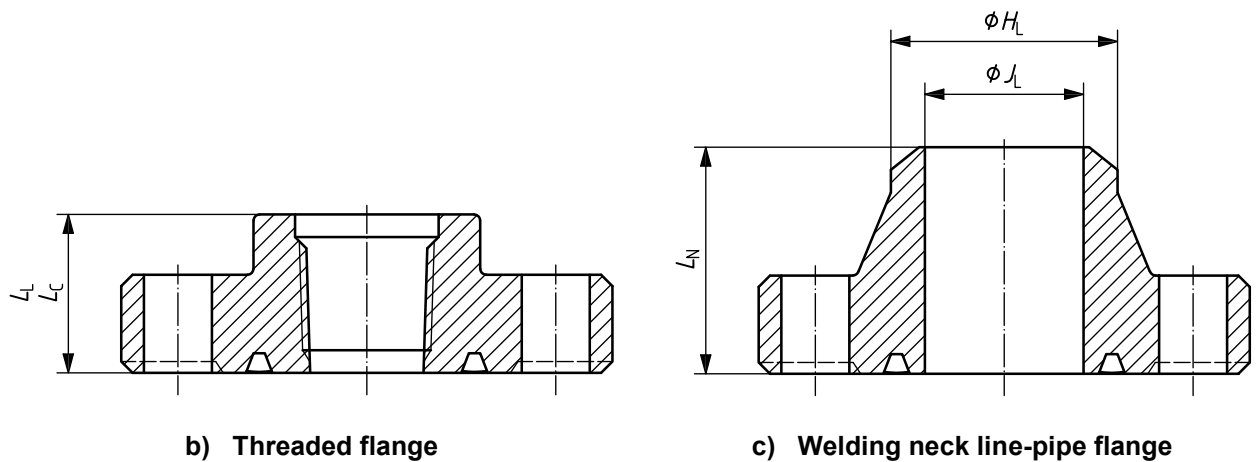 ϕH_L
ϕJ_L
L_L
L_C
L_N
b) Threaded flange
c) Welding neck line-pipe flange